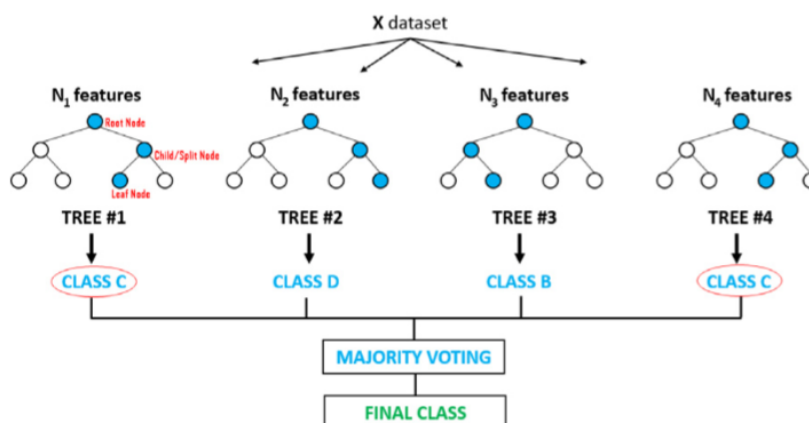 X dataset
N₁ features
N₂ features
N₃ features
N₄ features
Root Node
Child/Split Node
Leaf Node
TREE #1
TREE #2
TREE #3
TREE #4
CLASS C
CLASS D
CLASS B
CLASS C
MAJORITY VOTING
FINAL CLASS